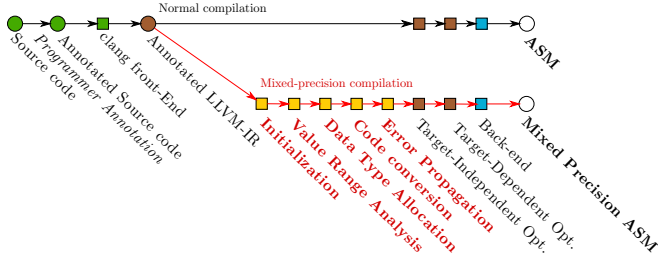 Normal compilation
Source code
Programmer Annotation
Annotated Source code
clang front-End
Annotated LLVM-IR
ASM
Mixed-precision compilation
Initialization
Value Range Analysis
Data Type Allocation
Code conversion
Error Propagation
Target-Independent Opt.
Target-Dependent Opt.
Back-end
Mixed Precision ASM